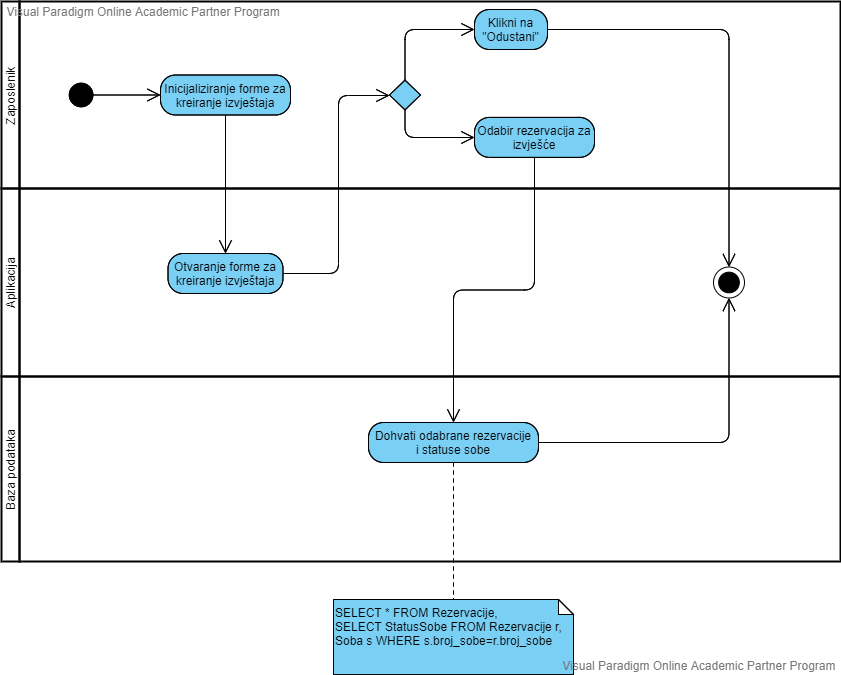 Visual Paradigm Online Academic Partner Program
Zaposlenik
Inicijaliziranje forme za
kreiranje izvještaja
Klikni na
"Odustani"
Odabir rezervacija za
izvješće
Aplikacija
Otvaranje forme za
kreiranje izvještaja
Baza podataka
Dohvati odabrane rezervacije
i statuse sobe
SELECT * FROM Rezervacije,
SELECT StatusSobe FROM Rezervacije r,
Soba s WHERE s.broj_sobe=r.broj_sobe
Visual Paradigm Online Academic Partner Program